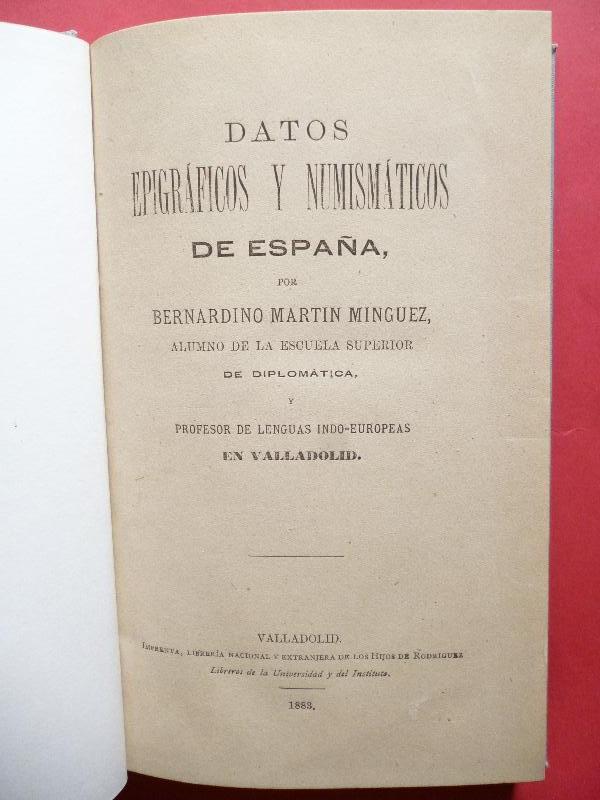 DATOS
EPIGRÁFICOS Y NUMISMÁTICOS
DE ESPAÑA,
POR
BERNARDINO MARTIN MINGUEZ,
ALUMNO DE LA ESCUELA SUPERIOR
DE DIPLOMÁTICA,
Y
PROFESOR DE LENGUAS INDO-EUROPEAS
EN VALLADOLID.
VALLADOLID.
IMPRENTA, LIBRERÍA NACIONAL Y EXTRANJERA DE LOS HIJOS DE RODRIGUEZ
Libreros de la Universidad y del Instituto.
1883.